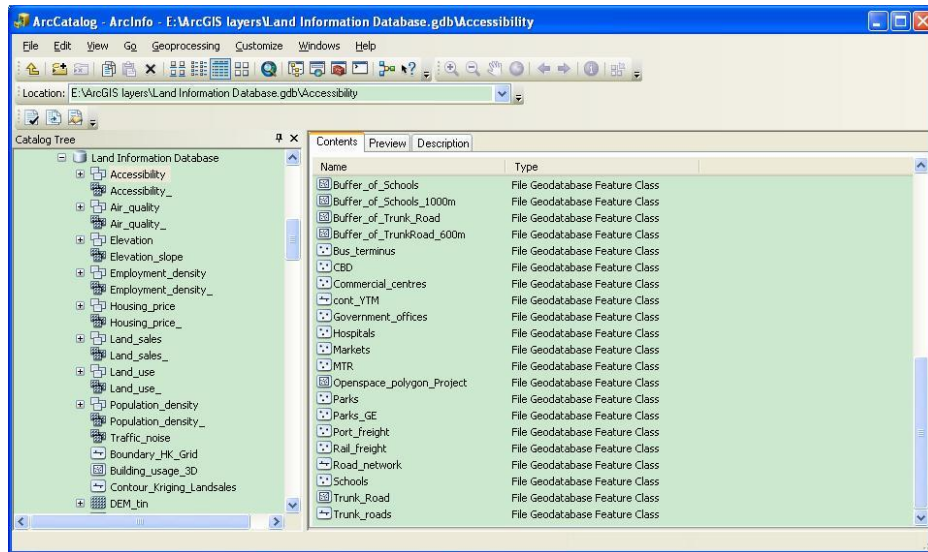 ArcCatalog - ArcInfo - E:\ArcGIS layers\Land Information Database.gdb\Accessibility
File Edit View Go Geoprocessing Customize Windows Help
Location: E:\ArcGIS layers\Land Information Database.gdb\Accessibility
Catalog Tree
Land Information Database
Accessibility
Accessibility_
Air_quality
Air_quality_
Elevation
Elevation_slope
Employment_density
Employment_density_
Housing_price
Housing_price_
Land_sales
Land_sales_
Land_use
Land_use_
Population_density
Population_density_
Traffic_noise
Boundary_HK_Grid
Building_usage_3D
Contour_Kriging_Landsales
DEM_tin
Contents Preview Description
Name Type
Buffer_of_Schools File Geodatabase Feature Class
Buffer_of_Schools_1000m File Geodatabase Feature Class
Buffer_of_Trunk_Road File Geodatabase Feature Class
Buffer_of_TrunkRoad_600m File Geodatabase Feature Class
Bus_terminus File Geodatabase Feature Class
CBD File Geodatabase Feature Class
Commercial_centres File Geodatabase Feature Class
cont_YTM File Geodatabase Feature Class
Government_offices File Geodatabase Feature Class
Hospitals File Geodatabase Feature Class
Markets File Geodatabase Feature Class
MTR File Geodatabase Feature Class
Openspace_polygon_Project File Geodatabase Feature Class
Parks File Geodatabase Feature Class
Parks_GE File Geodatabase Feature Class
Port_freight File Geodatabase Feature Class
Rail_freight File Geodatabase Feature Class
Road_network File Geodatabase Feature Class
Schools File Geodatabase Feature Class
Trunk_Road File Geodatabase Feature Class
Trunk_roads File Geodatabase Feature Class